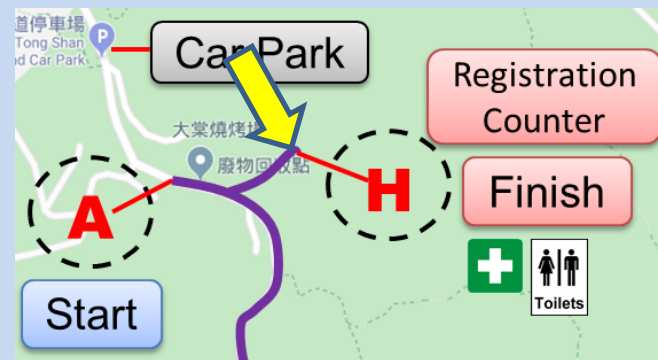 道停車場
Tong Shan
nd Car Park
P
Car Park
Registration
Counter
大棠燒烤場
廢物回收點
A
H
Finish
Start
Toilets